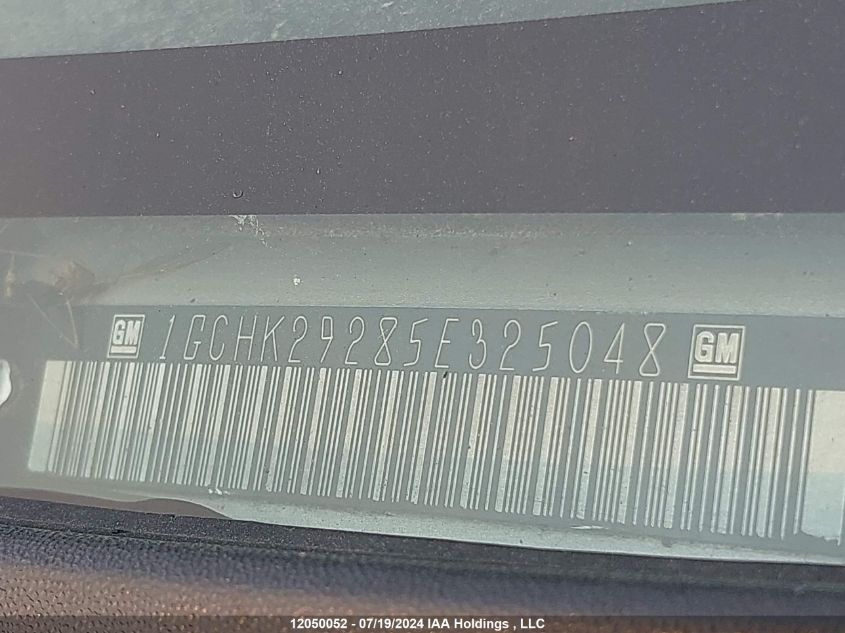 GM 1GCHK29285E325048 GM
12050052 - 07/19/2024 IAA Holdings , LLC